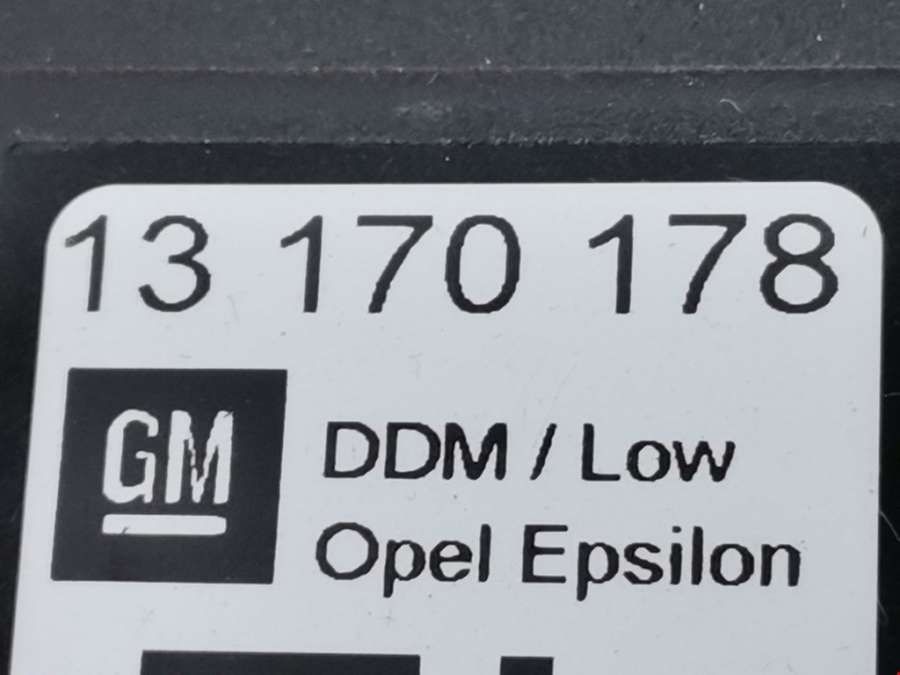 13 170 178
GM
DDM / Low
Opel Epsilon